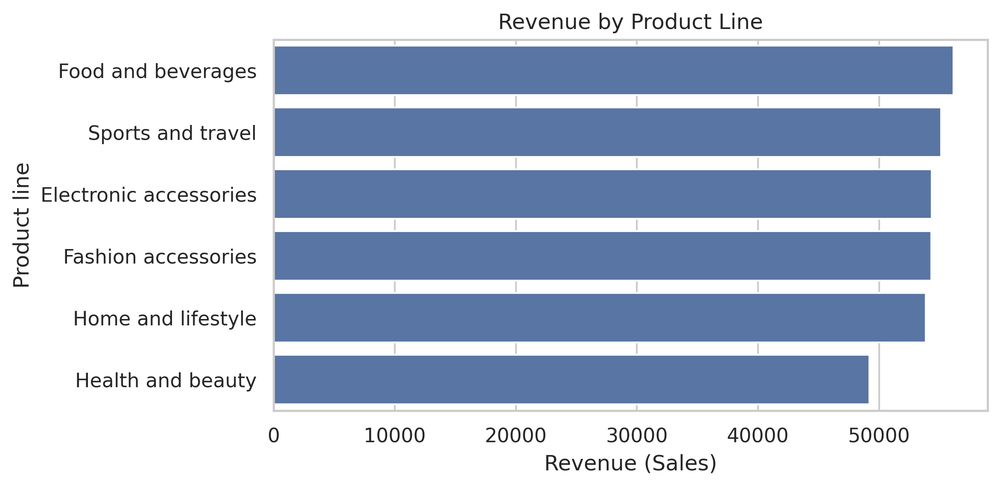 Revenue by Product Line
Product line
Food and beverages
Sports and travel
Electronic accessories
Fashion accessories
Home and lifestyle
Health and beauty
0 10000 20000 30000 40000 50000
Revenue (Sales)